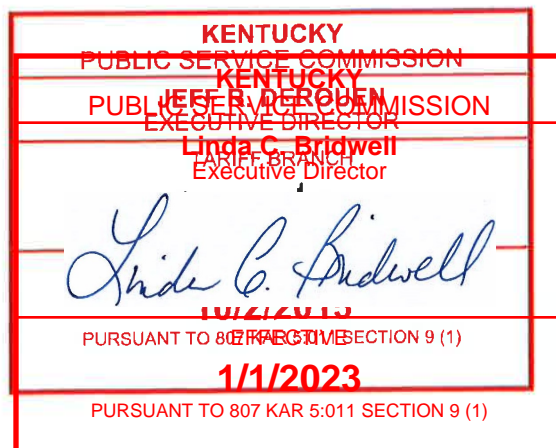 KENTUCKY
PUBLIC SERVICE COMMISSION
KENTUCKY
PUBLIC SERVICE COMMISSION
JEFF R. DEROUEN
EXECUTIVE DIRECTOR
Linda C. Bridwell
TARIFF BRANCH
Executive Director
Linda C. Bridwell
EFFECTIVE
PURSUANT TO 807 KAR 5:011 SECTION 9 (1)
1/1/2023
PURSUANT TO 807 KAR 5:011 SECTION 9 (1)